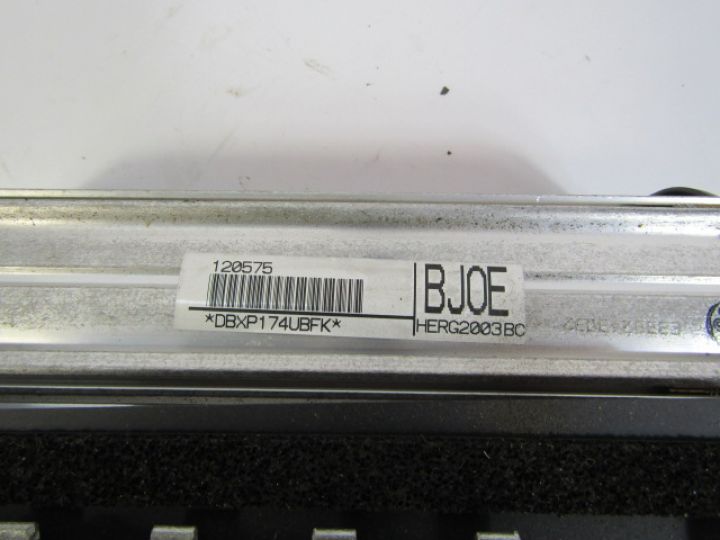 120575
*DBXP174UBFK*
BJOE
HERG2003BC